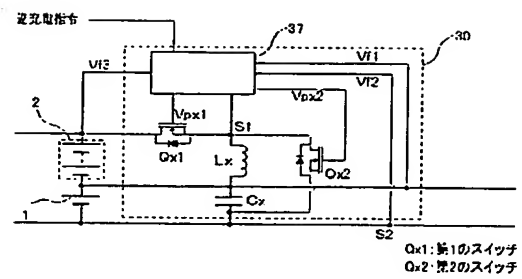 逆充電指令
37
30
Vf3
Vf1
Vf2
Vpx1
Vpx2
2
S1
Qx1
Lx
Qx2
Cx
1
S2
Qx1:第1のスイッチ
Qx2:第2のスイッチ